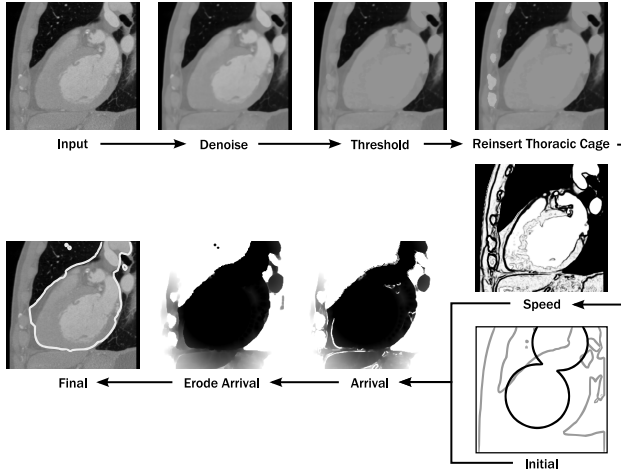 Input
Denoise
Threshold
Reinsert Thoracic Cage
Speed
Final
Erode Arrival
Arrival
Initial